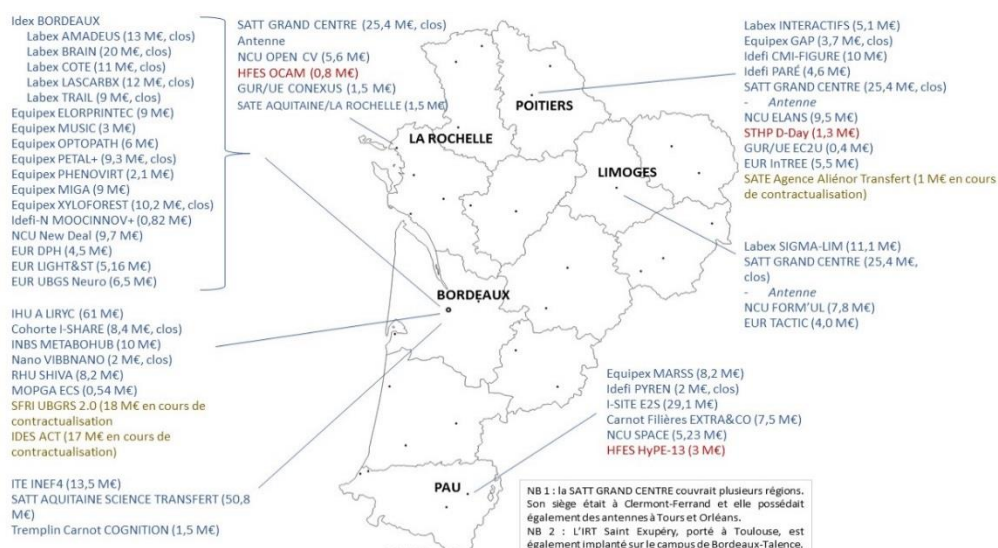 Idex BORDEAUX
Labex AMADEUS (13 M€, clos)
Labex BRAIN (20 M€, clos)
Labex COTE (11 M€, clos)
Labex LASCARBX (12 M€, clos)
Labex TRAIL (9 M€, clos)
Equipex ELORPRINTEC (9 M€)
Equipex MUSIC (3 M€)
Equipex OPTOPATH (6 M€)
Equipex PETAL+ (9,3 M€, clos)
Equipex PHENOVIRT (2,1 M€)
Equipex MIGA (9 M€)
Equipex XYLOFOREST (10,2 M€, clos)
Idefi-N MOOCINNOV+ (0,82 M€)
NCU New Deal (9,7 M€)
EUR DPH (4,5 M€)
EUR LIGHT&ST (5,16 M€)
EUR UBGS Neuro (6,5 M€)
IHU A LIRYC (61 M€)
Cohorte I-SHARE (8,4 M€, clos)
INBS METABOHUB (10 M€)
Nano VIBBNANO (2 M€, clos)
RHU SHIVA (8,2 M€)
MOPGA ECS (0,54 M€)
SFRI UBGRS 2.0 (18 M€ en cours de
contractualisation
IDES ACT (17 M€ en cours de
contractualisation)
ITE INEF4 (13,5 M€)
SATT AQUITAINE SCIENCE TRANSFERT (50,8
M€)
Tremplin Carnot COGNITION (1,5 M€)
SATT GRAND CENTRE (25,4 M€, clos)
Antenne
NCU OPEN CV (5,6 M€)
HFES OCAM (0,8 M€)
GUR/UE CONEXUS (1,5 M€)
SATE AQUITAINE/LA ROCHELLE (1,5 M€)
POITIERS
LA ROCHELLE
LIMOGES
BORDEAUX
PAU
Labex INTERACTIFS (5,1 M€)
Equipex GAP (3,7 M€, clos)
Idefi CMI-FIGURE (10 M€)
Idefi PARÉ (4,6 M€)
SATT GRAND CENTRE (25,4 M€, clos)
- Antenne
NCU ELANS (9,5 M€)
STHP D-Day (1,3 M€)
GUR/UE EC2U (0,4 M€)
EUR InTREE (5,5 M€)
SATE Agence Aliénor Transfert (1 M€ en cours
de contractualisation)
Labex SIGMA-LIM (11,1 M€)
SATT GRAND CENTRE (25,4 M€,
clos)
- Antenne
NCU FORM'UL (7,8 M€)
EUR TACTIC (4,0 M€)
Equipex MARSS (8,2 M€)
Idefi PYREN (2 M€, clos)
I-SITE E2S (29,1 M€)
Carnot Filières EXTRA&CO (7,5 M€)
NCU SPACE (5,23 M€)
HFES HyPE-13 (3 M€)
NB 1 : la SATT GRAND CENTRE couvrait plusieurs régions.
Son siège était à Clermont-Ferrand et elle possédait
également des antennes à Tours et Orléans.
NB 2 : L'IRT Saint Exupéry, porté à Toulouse, est
également implanté sur le campus de Bordeaux-Talence.